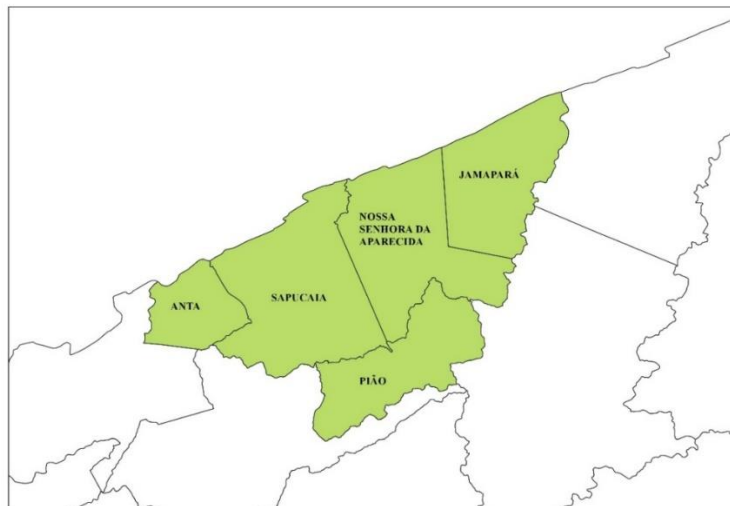 JAMAPARÁ
NOSSA
SENHORA DA
APARECIDA
ANTA
SAPUCAIA
PIÃO